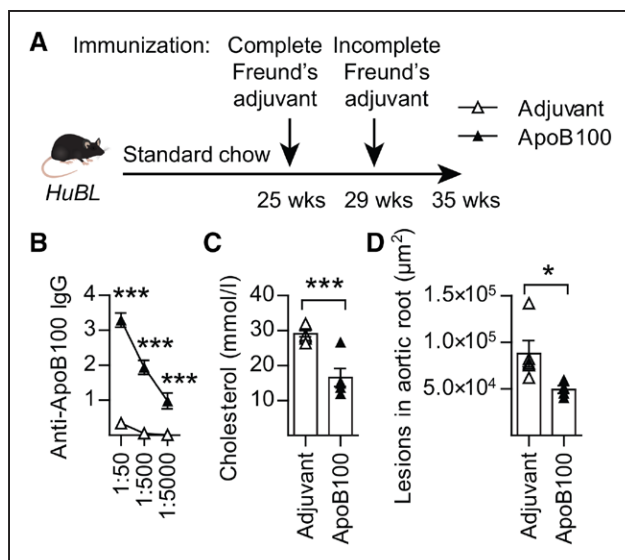 A
Immunization:
Complete
Freund's
adjuvant
Incomplete
Freund's
adjuvant
Adjuvant
ApoB100
Standard chow
HuBL
25 wks
29 wks
35 wks
B
Anti-ApoB100 IgG
4
3
2
1
***
***
***
1:50
1:500
1:5000
C
Cholesterol (mmol/l)
40
30
20
10
***
Adjuvant
ApoB100
D
Lesions in aortic root (µm²)
1.5×10⁵
1.0×10⁵
5.0×10⁴
*
Adjuvant
ApoB100